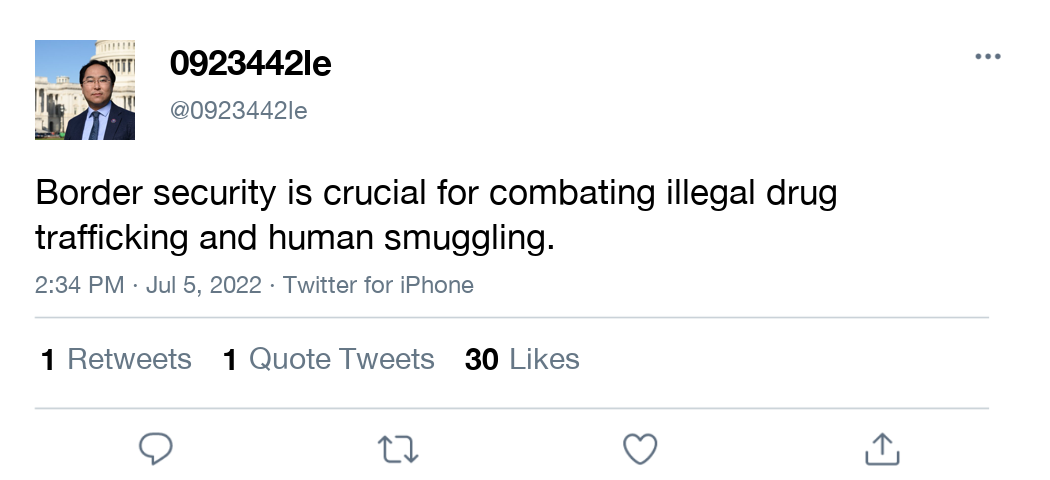 0923442le
@0923442le
Border security is crucial for combating illegal drug
trafficking and human smuggling.
2:34 PM · Jul 5, 2022 · Twitter for iPhone
1 Retweets 1 Quote Tweets 30 Likes